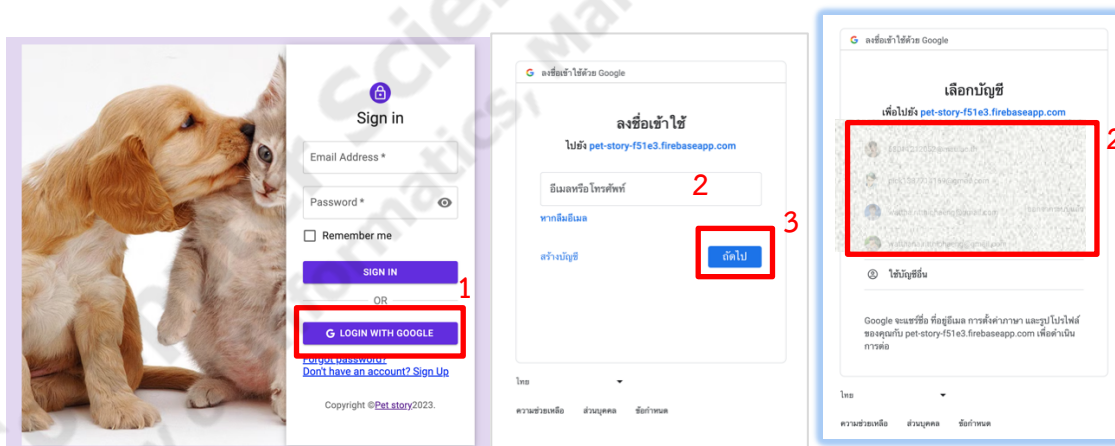 Sign in
Email Address *
Password *
Remember me
SIGN IN
1
OR
G LOGIN WITH GOOGLE
Forgot password?
Don't have an account? Sign Up
Copyright ©Pet story2023.
G ลงชื่อเข้าใช้ด้วย Google
ลงชื่อเข้าใช้
ไปยัง pet-story-f51e3.firebaseapp.com
อีเมลหรือโทรศัพท์
2
หากลืมอีเมล
3
สร้างบัญชี
ถัดไป
ไทย
ความช่วยเหลือ ส่วนบุคคล ข้อกำหนด
G ลงชื่อเข้าใช้ด้วย Google
เลือกบัญชี
เพื่อไปยัง pet-story-f51e3.firebaseapp.com
2
ใช้บัญชีอื่น
Google จะแชร์ชื่อ ที่อยู่อีเมล การตั้งค่าภาษา และรูปโปรไฟล์
ของคุณกับ pet-story-f51e3.firebaseapp.com เพื่อดำเนิน
การต่อ
ไทย
ความช่วยเหลือ ส่วนบุคคล ข้อกำหนด